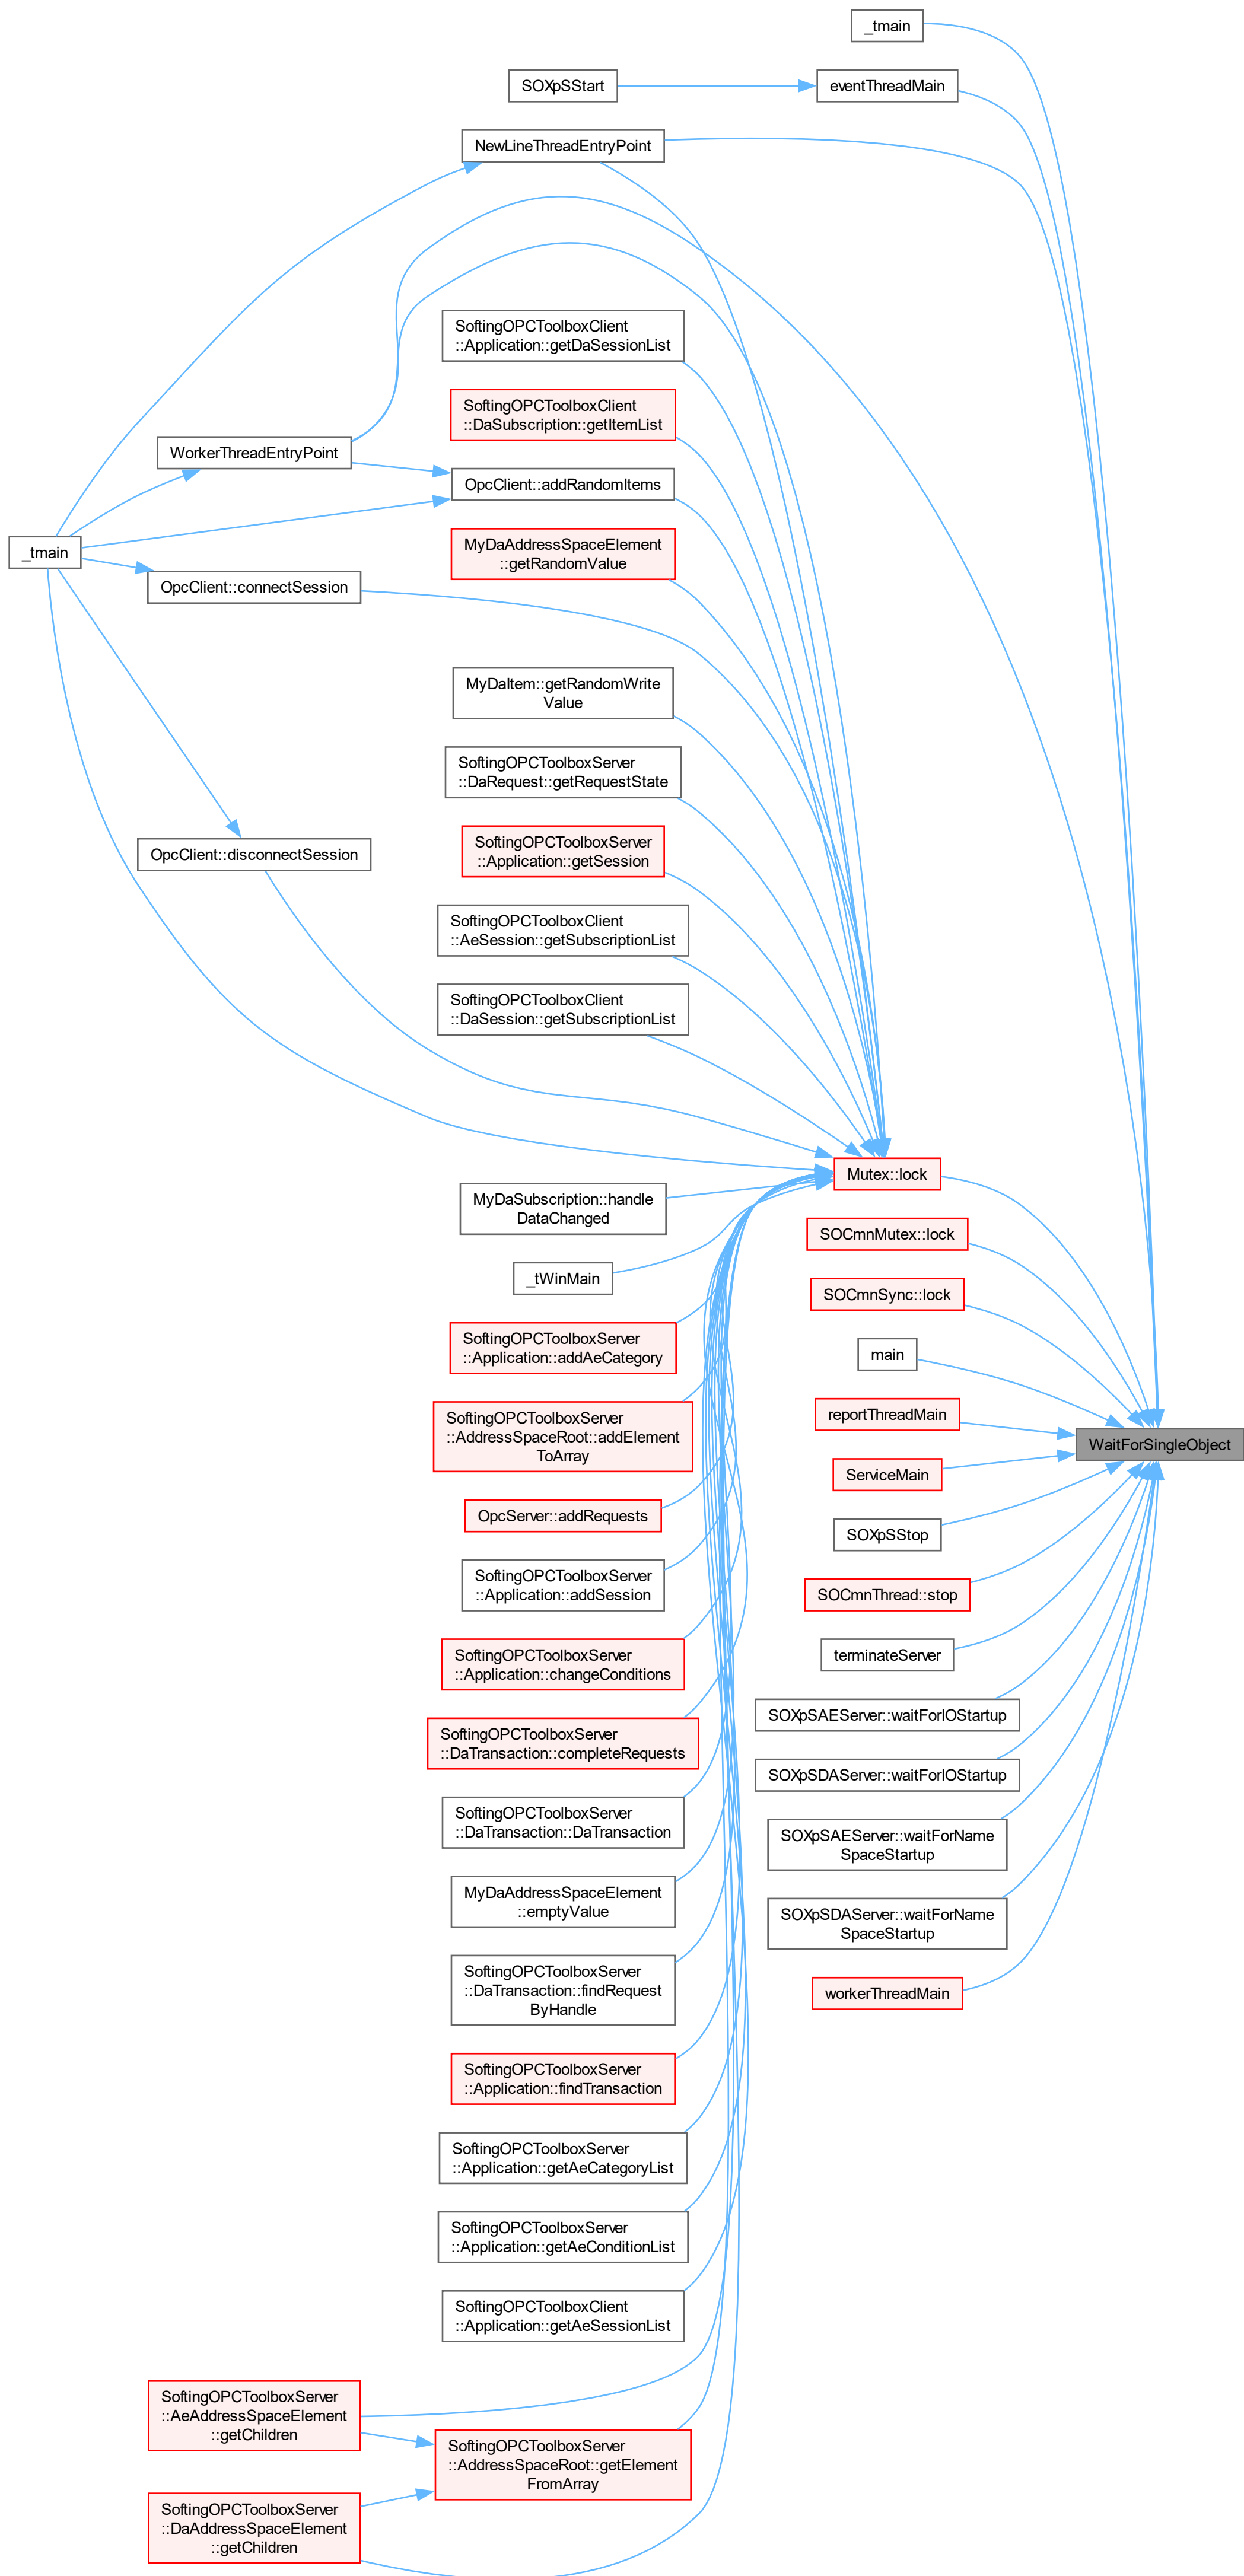 _tmain
SOXpSStart
eventThreadMain
NewLineThreadEntryPoint
SoftingOPCToolboxClient
::Application::getDaSessionList
SoftingOPCToolboxClient
::DaSubscription::getItemList
WorkerThreadEntryPoint
OpcClient::addRandomItems
_tmain
MyDaAddressSpaceElement
::getRandomValue
OpcClient::connectSession
MyDaItem::getRandomWrite
Value
SoftingOPCToolboxServer
::DaRequest::getRequestState
OpcClient::disconnectSession
SoftingOPCToolboxServer
::Application::getSession
SoftingOPCToolboxClient
::AeSession::getSubscriptionList
SoftingOPCToolboxClient
::DaSession::getSubscriptionList
Mutex::lock
MyDaSubscription::handle
DataChanged
SOCmnMutex::lock
_tWinMain
SOCmnSync::lock
SoftingOPCToolboxServer
::Application::addAeCategory
main
SoftingOPCToolboxServer
::AddressSpaceRoot::addElement
ToArray
reportThreadMain
WaitForSingleObject
ServiceMain
OpcServer::addRequests
SOXpSStop
SoftingOPCToolboxServer
::Application::addSession
SOCmnThread::stop
SoftingOPCToolboxServer
::Application::changeConditions
terminateServer
SOXpSAEServer::waitForIOStartup
SoftingOPCToolboxServer
::DaTransaction::completeRequests
SOXpSDAServer::waitForIOStartup
SoftingOPCToolboxServer
::DaTransaction::DaTransaction
SOXpSAEServer::waitForName
SpaceStartup
MyDaAddressSpaceElement
::emptyValue
SOXpSDAServer::waitForName
SpaceStartup
SoftingOPCToolboxServer
::DaTransaction::findRequest
ByHandle
workerThreadMain
SoftingOPCToolboxServer
::Application::findTransaction
SoftingOPCToolboxServer
::Application::getAeCategoryList
SoftingOPCToolboxServer
::Application::getAeConditionList
SoftingOPCToolboxClient
::Application::getAeSessionList
SoftingOPCToolboxServer
::AeAddressSpaceElement
::getChildren
SoftingOPCToolboxServer
::AddressSpaceRoot::getElement
FromArray
SoftingOPCToolboxServer
::DaAddressSpaceElement
::getChildren